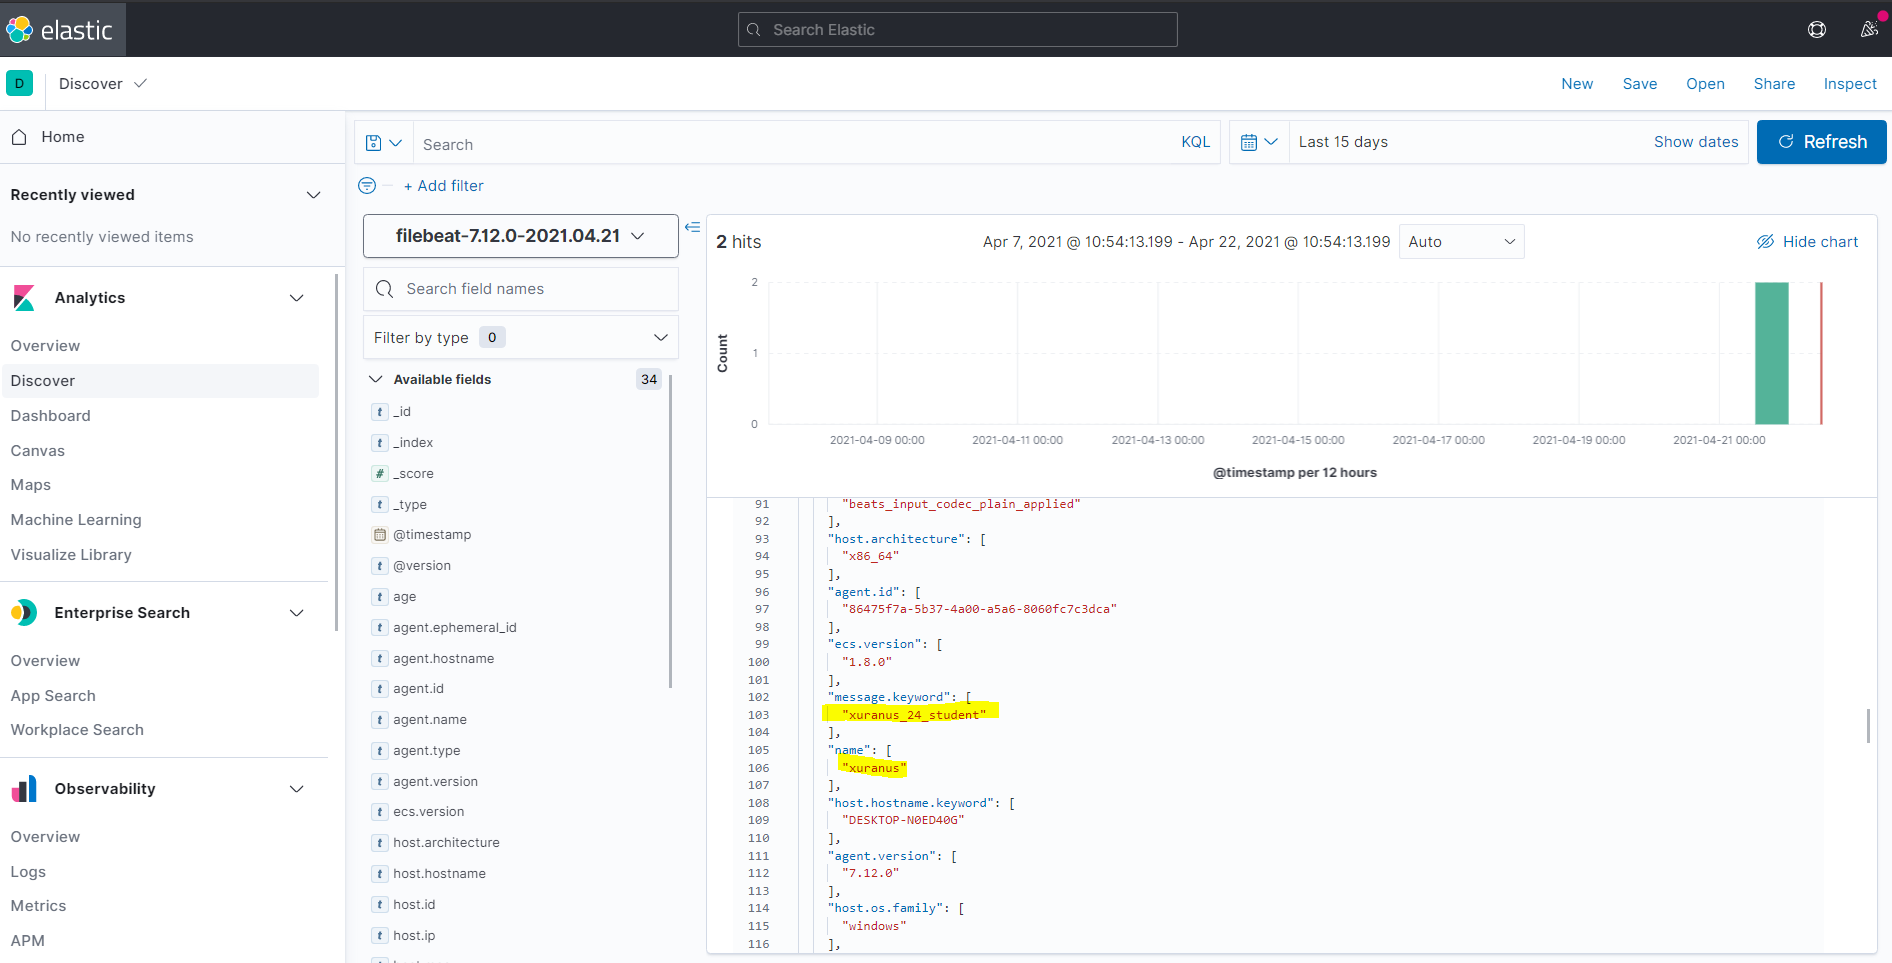 elastic
Search Elastic
D
Discover
New Save Open Share Inspect
Home
Recently viewed
No recently viewed items
Analytics
Overview
Discover
Dashboard
Canvas
Maps
Machine Learning
Visualize Library
Enterprise Search
Overview
App Search
Workplace Search
Observability
Overview
Logs
Metrics
APM
Search KQL
Last 15 days Show dates
Refresh
+ Add filter
filebeat-7.12.0-2021.04.21
Search field names
Filter by type 0
Available fields 34
t _id
t _index
# _score
t _type
@timestamp
t @version
t age
t agent.ephemeral_id
t agent.hostname
t agent.id
t agent.name
t agent.type
t agent.version
t ecs.version
t host.architecture
t host.hostname
t host.id
t host.ip
2 hits
Apr 7, 2021 @ 10:54:13.199 - Apr 22, 2021 @ 10:54:13.199 Auto
Hide chart
Count
2
1
0
2021-04-09 00:00 2021-04-11 00:00 2021-04-13 00:00 2021-04-15 00:00 2021-04-17 00:00 2021-04-19 00:00 2021-04-21 00:00
@timestamp per 12 hours
91 "beats_input_codec_plain_applied"
92 ],
93 "host.architecture": [
94 "x86_64"
95 ],
96 "agent.id": [
97 "86475f7a-5b37-4a00-a5a6-8060fc7c3dca"
98 ],
99 "ecs.version": [
100 "1.8.0"
101 ],
102 "message.keyword": [
103 "xuranus_24_student"
104 ],
105 "name": [
106 "xuranus"
107 ],
108 "host.hostname.keyword": [
109 "DESKTOP-N0ED40G"
110 ],
111 "agent.version": [
112 "7.12.0"
113 ],
114 "host.os.family": [
115 "windows"
116 ],